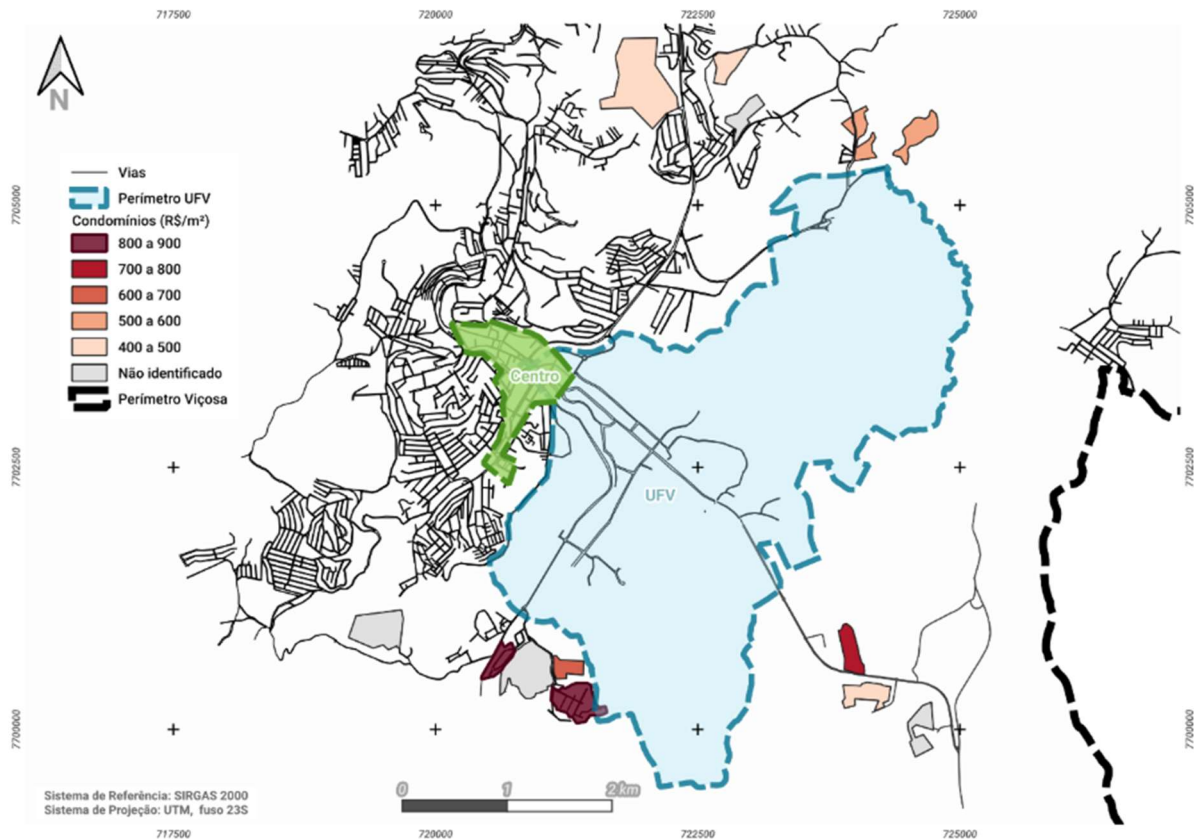 717500
720000
722500
725000
N
Vias
Perímetro UFV
Condomínios (R$/m²)
800 a 900
700 a 800
600 a 700
500 a 600
400 a 500
Não identificado
Perímetro Viçosa
7705000
7705000
Centro
7702500
7702500
UFV
7700000
7700000
0 1 2 km
Sistema de Referência: SIRGAS 2000
Sistema de Projeção: UTM, fuso 23S
717500
720000
722500
725000